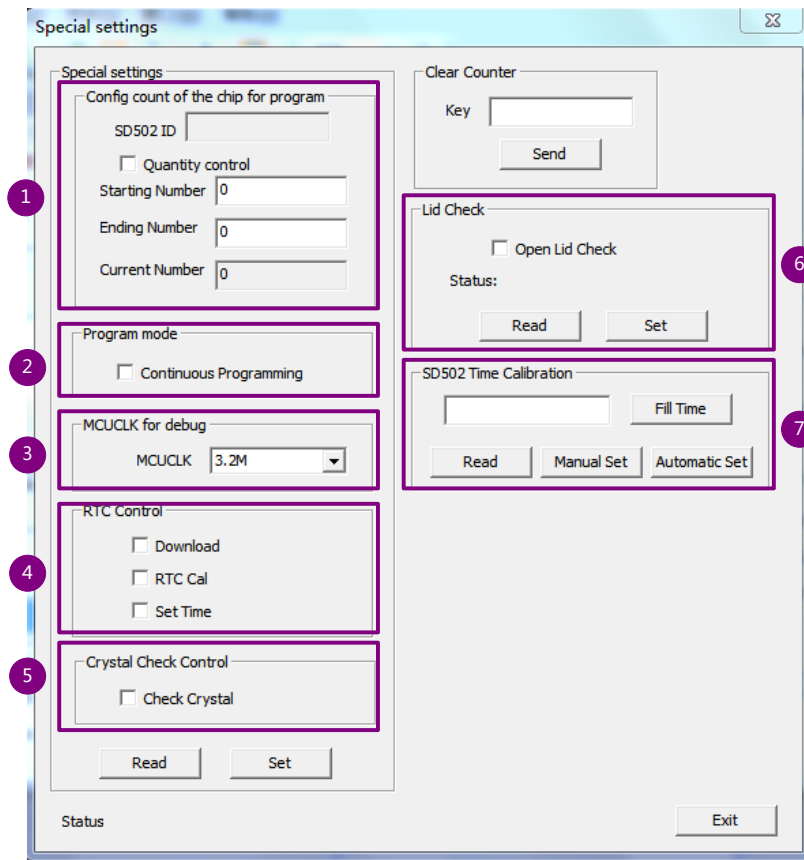 Special settings
Special settings
1
Config count of the chip for program
SD502 ID
Quantity control
Starting Number 0
Ending Number 0
Current Number 0
2
Program mode
Continuous Programming
3
MCUCLK for debug
MCUCLK 3.2M
4
RTC Control
Download
RTC Cal
Set Time
5
Crystal Check Control
Check Crystal
Read Set
Status
Clear Counter
Key
Send
6
Lid Check
Open Lid Check
Status:
Read Set
7
SD502 Time Calibration
Fill Time
Read Manual Set Automatic Set
Exit